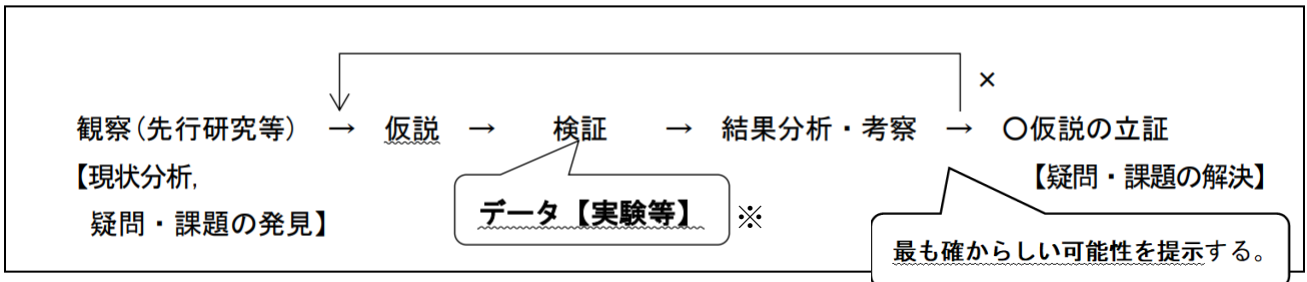 ×
観察(先行研究等) → 仮説 → 検証 → 結果分析・考察 → ○仮説の立証
【現状分析, 【疑問・課題の解決】
疑問・課題の発見】
データ【実験等】 ※
最も確からしい可能性を提示する。